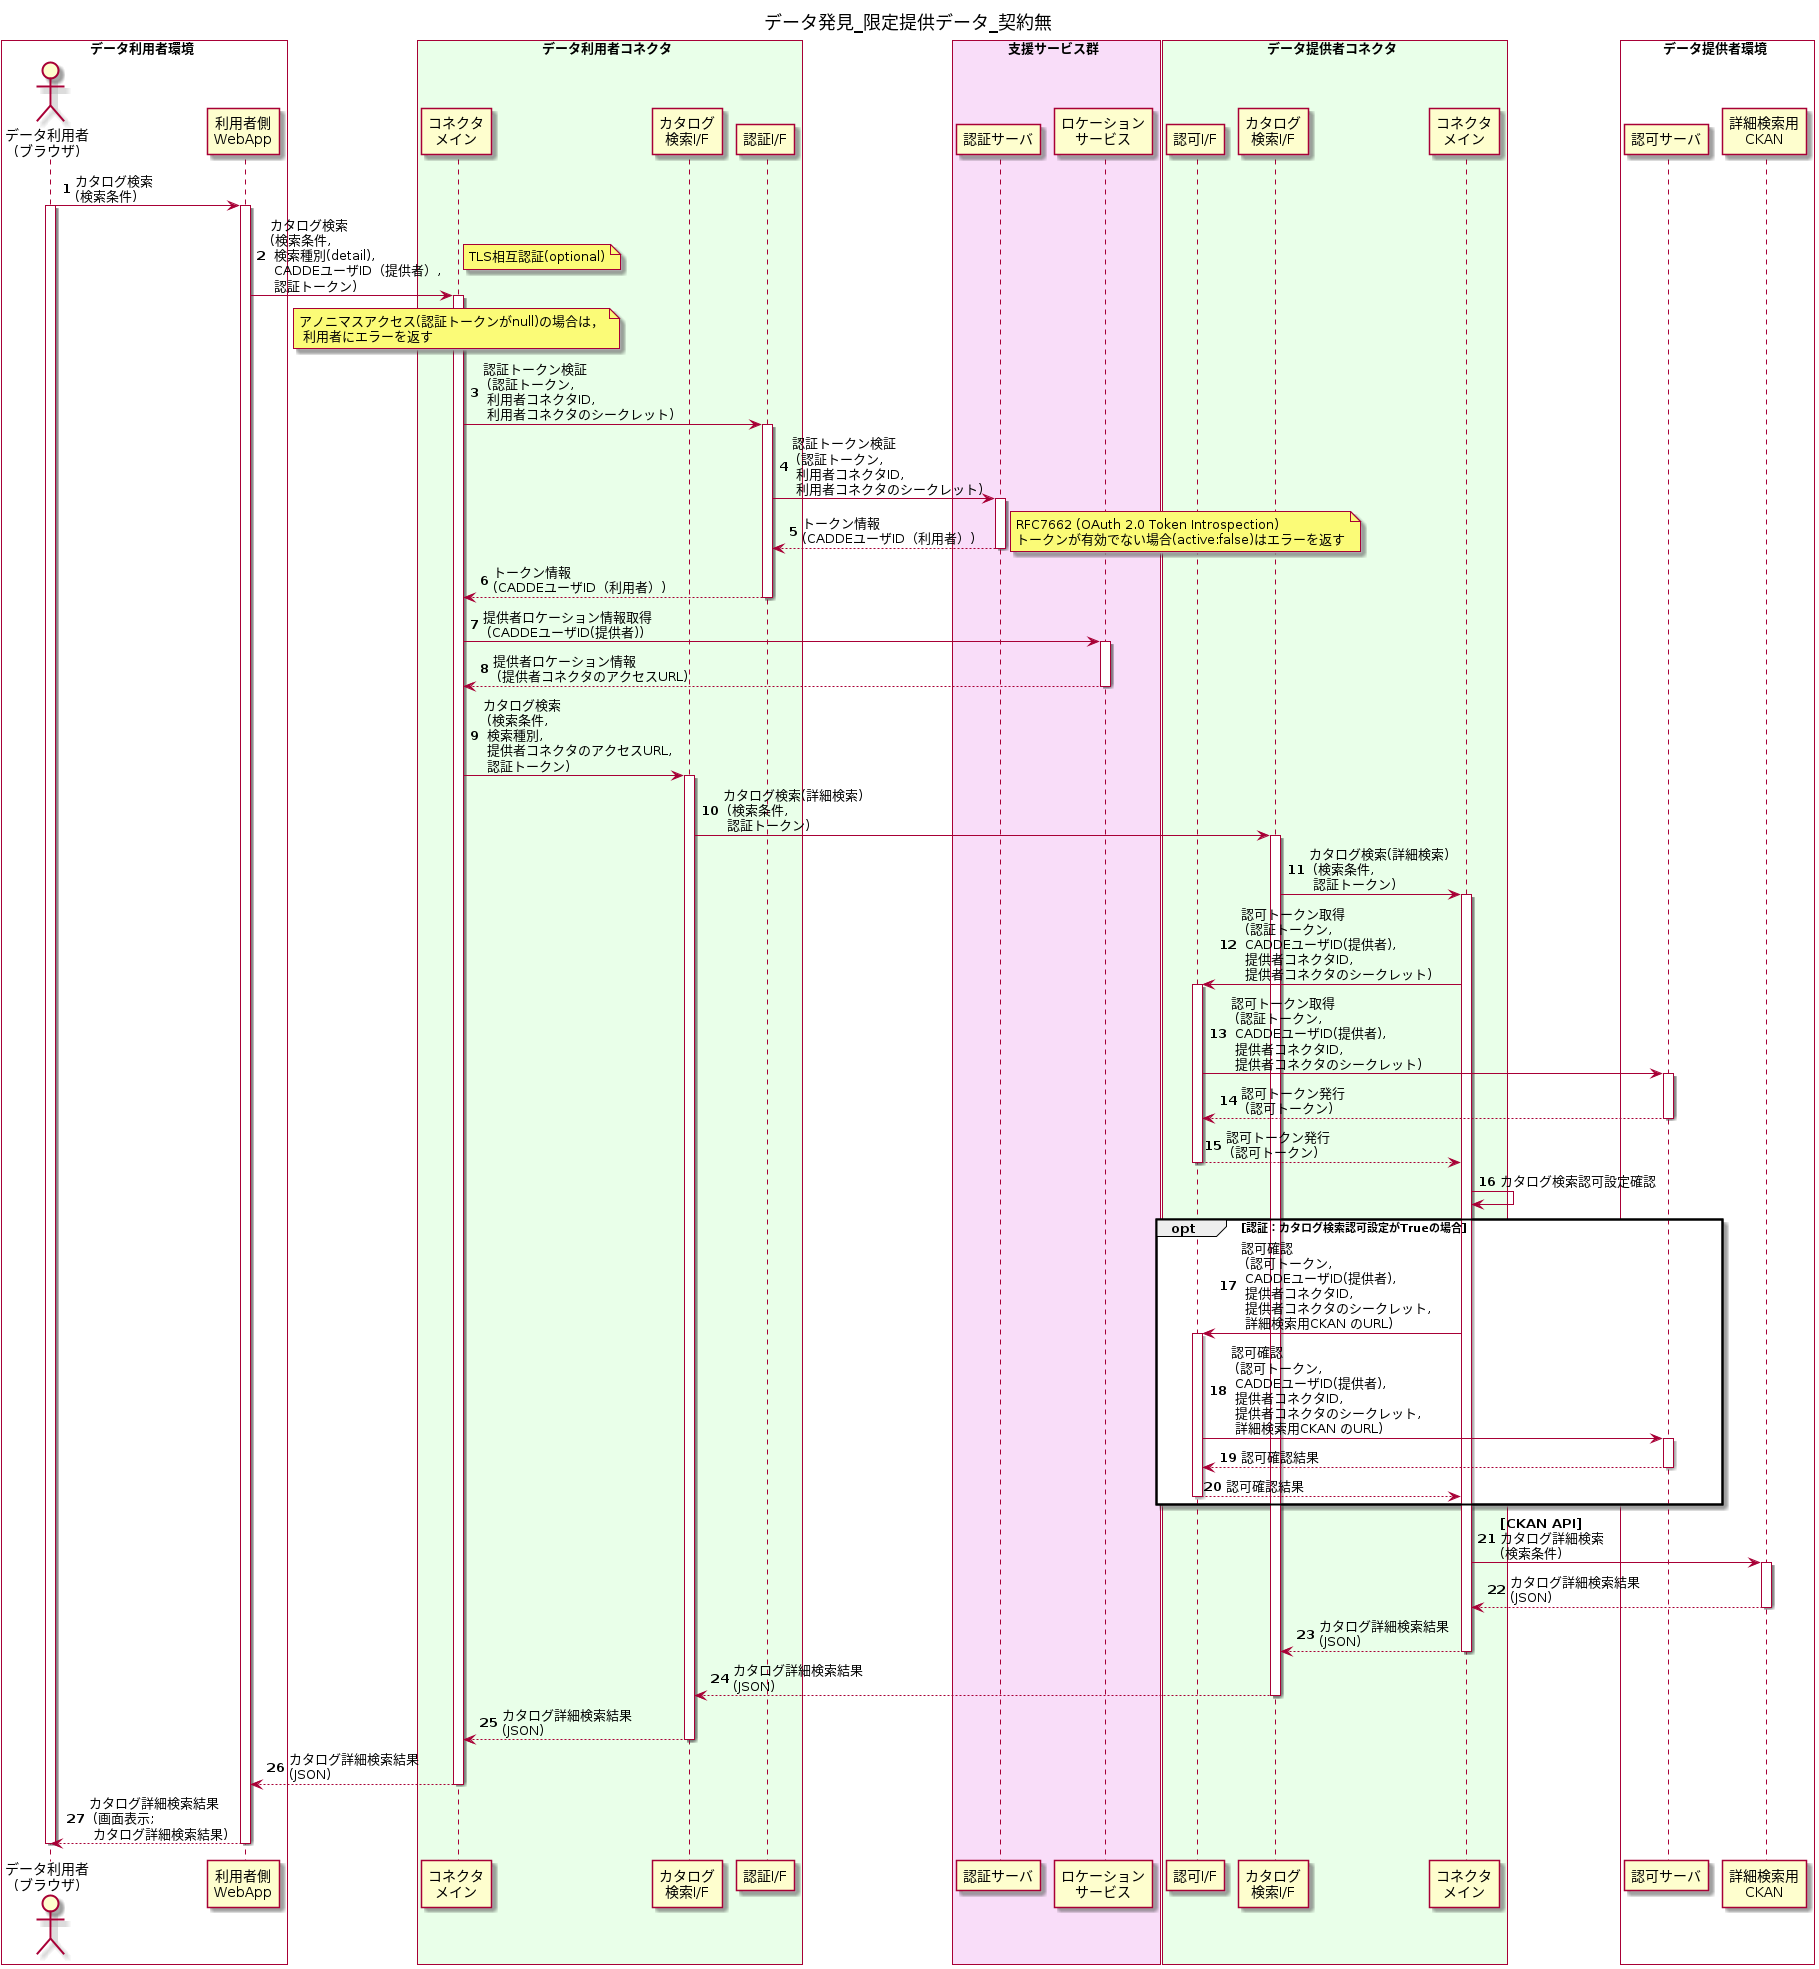 データ発見_限定提供データ_契約無
データ利用者環境
データ利用者コネクタ
支援サービス群
データ提供者コネクタ
データ提供者環境
データ利用者
(ブラウザ)
利用者側
WebApp
コネクタ
メイン
カタログ
検索I/F
認証I/F
認証サーバ
ロケーション
サービス
認可I/F
カタログ
検索I/F
コネクタ
メイン
認可サーバ
詳細検索用
CKAN
1 カタログ検索
(検索条件)
カタログ検索
(検索条件,
2 検索種別(detail),
CADDEユーザID（提供者）,
認証トークン)
TLS相互認証(optional)
アノニマスアクセス(認証トークンがnull)の場合は，
利用者にエラーを返す
認証トークン検証
3 (認証トークン,
利用者コネクタID,
利用者コネクタのシークレット)
認証トークン検証
4 (認証トークン,
利用者コネクタID,
利用者コネクタのシークレット)
RFC7662 (OAuth 2.0 Token Introspection)
トークンが有効でない場合(active:false)はエラーを返す
5 トークン情報
(CADDEユーザID（利用者）)
6 トークン情報
(CADDEユーザID（利用者）)
7 提供者ロケーション情報取得
(CADDEユーザID(提供者))
8 提供者ロケーション情報
(提供者コネクタのアクセスURL)
カタログ検索
(検索条件,
9 検索種別,
提供者コネクタのアクセスURL,
認証トークン)
カタログ検索(詳細検索)
10 (検索条件,
認証トークン)
カタログ検索(詳細検索)
11 (検索条件,
認証トークン)
認可トークン取得
(認証トークン,
12 CADDEユーザID(提供者),
提供者コネクタID,
提供者コネクタのシークレット)
認可トークン取得
(認証トークン,
13 CADDEユーザID(提供者),
提供者コネクタID,
提供者コネクタのシークレット)
14 認可トークン発行
(認可トークン)
15 認可トークン発行
(認可トークン)
16 カタログ検索認可設定確認
opt [認証：カタログ検索認可設定がTrueの場合]
認可確認
(認可トークン,
17 CADDEユーザID(提供者),
提供者コネクタID,
提供者コネクタのシークレット,
詳細検索用CKAN のURL)
認可確認
(認可トークン,
18 CADDEユーザID(提供者),
提供者コネクタID,
提供者コネクタのシークレット,
詳細検索用CKAN のURL)
19 認可確認結果
20 認可確認結果
[CKAN API]
21 カタログ詳細検索
(検索条件)
22 カタログ詳細検索結果
(JSON)
23 カタログ詳細検索結果
(JSON)
24 カタログ詳細検索結果
(JSON)
25 カタログ詳細検索結果
(JSON)
26 カタログ詳細検索結果
(JSON)
カタログ詳細検索結果
27 (画面表示;
カタログ詳細検索結果)
データ利用者
(ブラウザ)
利用者側
WebApp
コネクタ
メイン
カタログ
検索I/F
認証I/F
認証サーバ
ロケーション
サービス
認可I/F
カタログ
検索I/F
コネクタ
メイン
認可サーバ
詳細検索用
CKAN